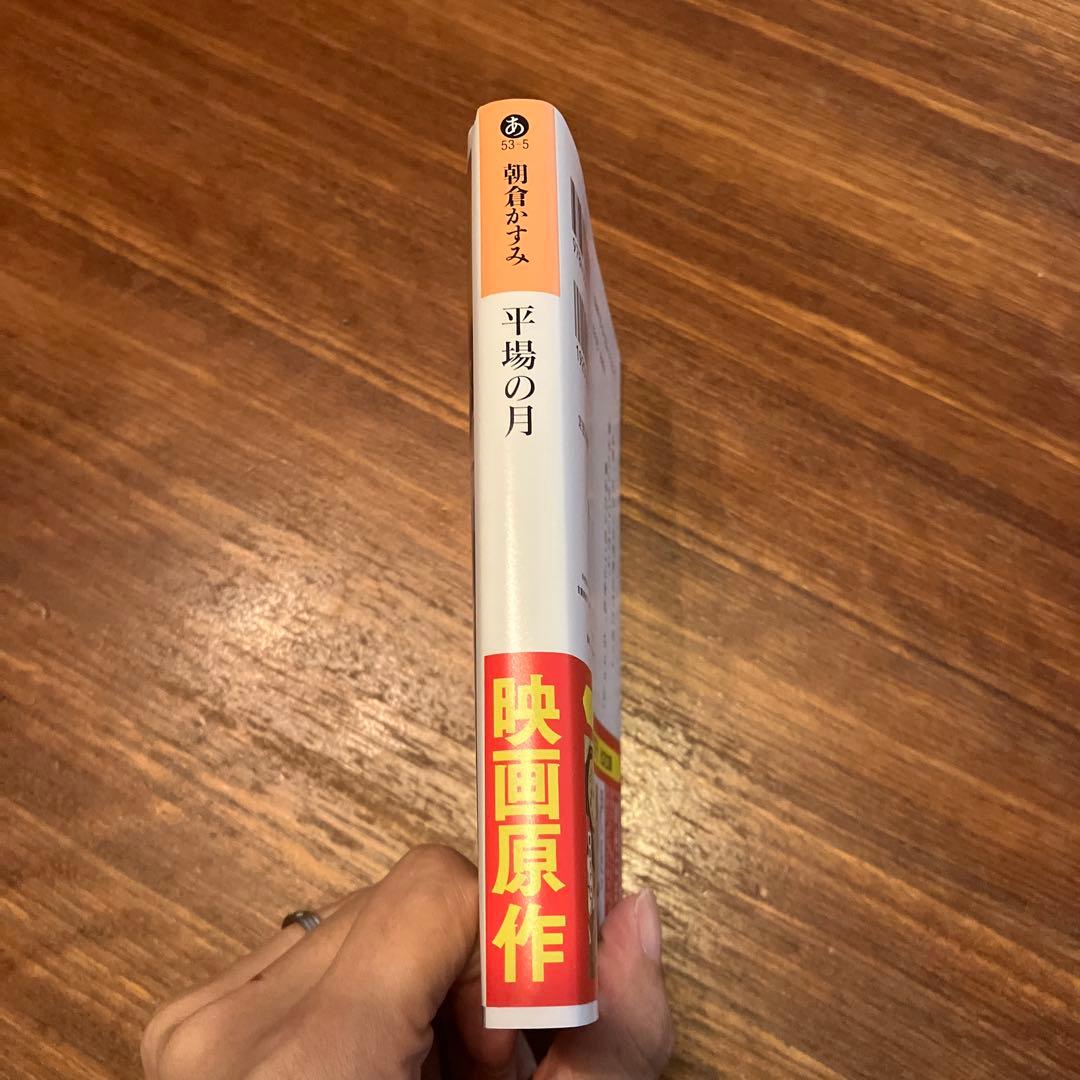 あ
53-5
朝倉かすみ
平場の月
映画原作